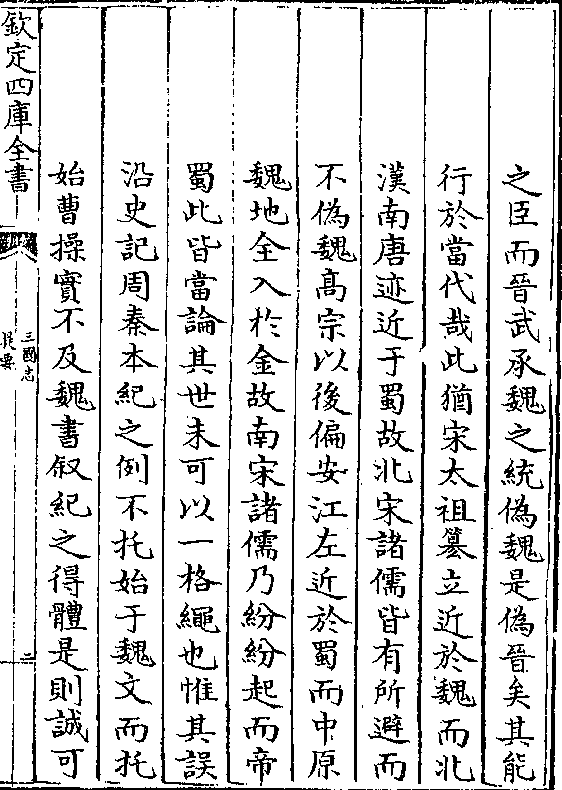 之臣而晉武承魏之統偽魏是偽晉矣其能
行於當代哉此猶宋太祖簒立近於魏而北
漢南唐迹近于蜀故北宋諸儒皆有所避而
不偽魏髙宗以後偏安江左近於蜀而中原
魏地全入於金故南宋諸儒乃紛紛起而帝
蜀此皆當論其世未可以一格繩也惟其誤
沿史記周秦本紀之例不托始于魏文而托
始曹操實不及魏書叙紀之得體是則誠可
欽定四庫全書
三國志
提要
二